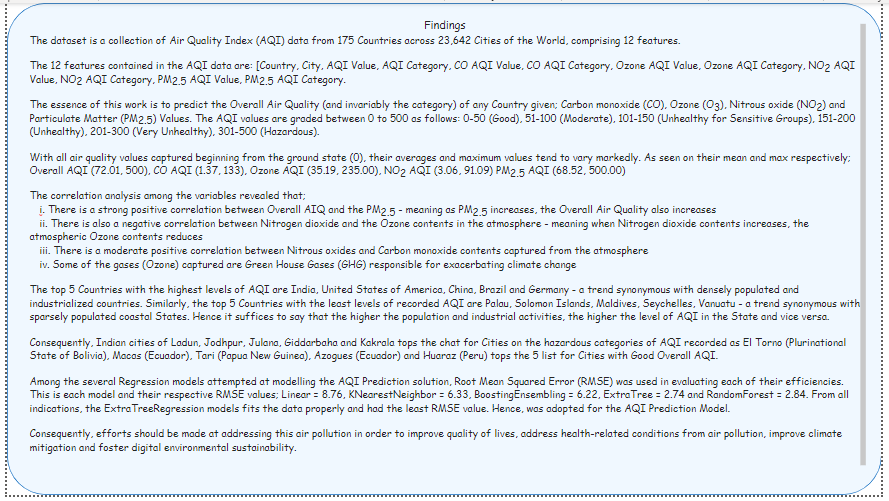 Findings
The dataset is a collection of Air Quality Index (AQI) data from 175 Countries across 23,642 Cities of the World, comprising 12 features.
The 12 features contained in the AQI data are: [Country, City, AQI Value, AQI Category, CO AQI Value, CO AQI Category, Ozone AQI Value, Ozone AQI Category, NO2 AQI
Value, NO2 AQI Category, PM2.5 AQI Value, PM2.5 AQI Category.
The essence of this work is to predict the Overall Air Quality (and invariably the category) of any Country given; Carbon monoxide (CO), Ozone (O3), Nitrous oxide (NO2) and
Particulate Matter (PM2.5) Values. The AQI values are graded between 0 to 500 as follows: 0-50 (Good), 51-100 (Moderate), 101-150 (Unhealthy for Sensitive Groups), 151-200
(Unhealthy), 201-300 (Very Unhealthy), 301-500 (Hazardous).
With all air quality values captured beginning from the ground state (0), their averages and maximum values tend to vary markedly. As seen on their mean and max respectively;
Overall AQI (72.01, 500), CO AQI (1.37, 133), Ozone AQI (35.19, 235.00), NO2 AQI (3.06, 91.09) PM2.5 AQI (68.52, 500.00)
The correlation analysis among the variables revealed that;
i. There is a strong positive correlation between Overall AIQ and the PM2.5 - meaning as PM2.5 increases, the Overall Air Quality also increases
ii. There is also a negative correlation between Nitrogen dioxide and the Ozone contents in the atmosphere - meaning when Nitrogen dioxide contents increases, the
atmospheric Ozone contents reduces
iii. There is a moderate positive correlation between Nitrous oxides and Carbon monoxide contents captured from the atmosphere
iv. Some of the gases (Ozone) captured are Green House Gases (GHG) responsible for exacerbating climate change
The top 5 Countries with the highest levels of AQI are India, United States of America, China, Brazil and Germany - a trend synonymous with densely populated and
industrialized countries. Similarly, the top 5 Countries with the least levels of recorded AQI are Palau, Solomon Islands, Maldives, Seychelles, Vanuatu - a trend synonymous with
sparsely populated coastal States. Hence it suffices to say that the higher the population and industrial activities, the higher the level of AQI in the State and vice versa.
Consequently, Indian cities of Ladun, Jodhpur, Julana, Giddarbaha and Kakrala tops the chat for Cities on the hazardous categories of AQI recorded as El Torno (Plurinational
State of Bolivia), Macas (Ecuador), Tari (Papua New Guinea), Azogues (Ecuador) and Huaraz (Peru) tops the 5 list for Cities with Good Overall AQI.
Among the several Regression models attempted at modelling the AQI Prediction solution, Root Mean Squared Error (RMSE) was used in evaluating each of their efficiencies.
This is each model and their respective RMSE values; Linear = 8.76, KNearestNeighbor = 6.33, BoostingEnsembling = 6.22, ExtraTree = 2.74 and RandomForest = 2.84. From all
indications, the ExtraTreeRegression models fits the data properly and had the least RMSE value. Hence, was adopted for the AQI Prediction Model.
Consequently, efforts should be made at addressing this air pollution in order to improve quality of lives, address health-related conditions from air pollution, improve climate
mitigation and foster digital environmental sustainability.